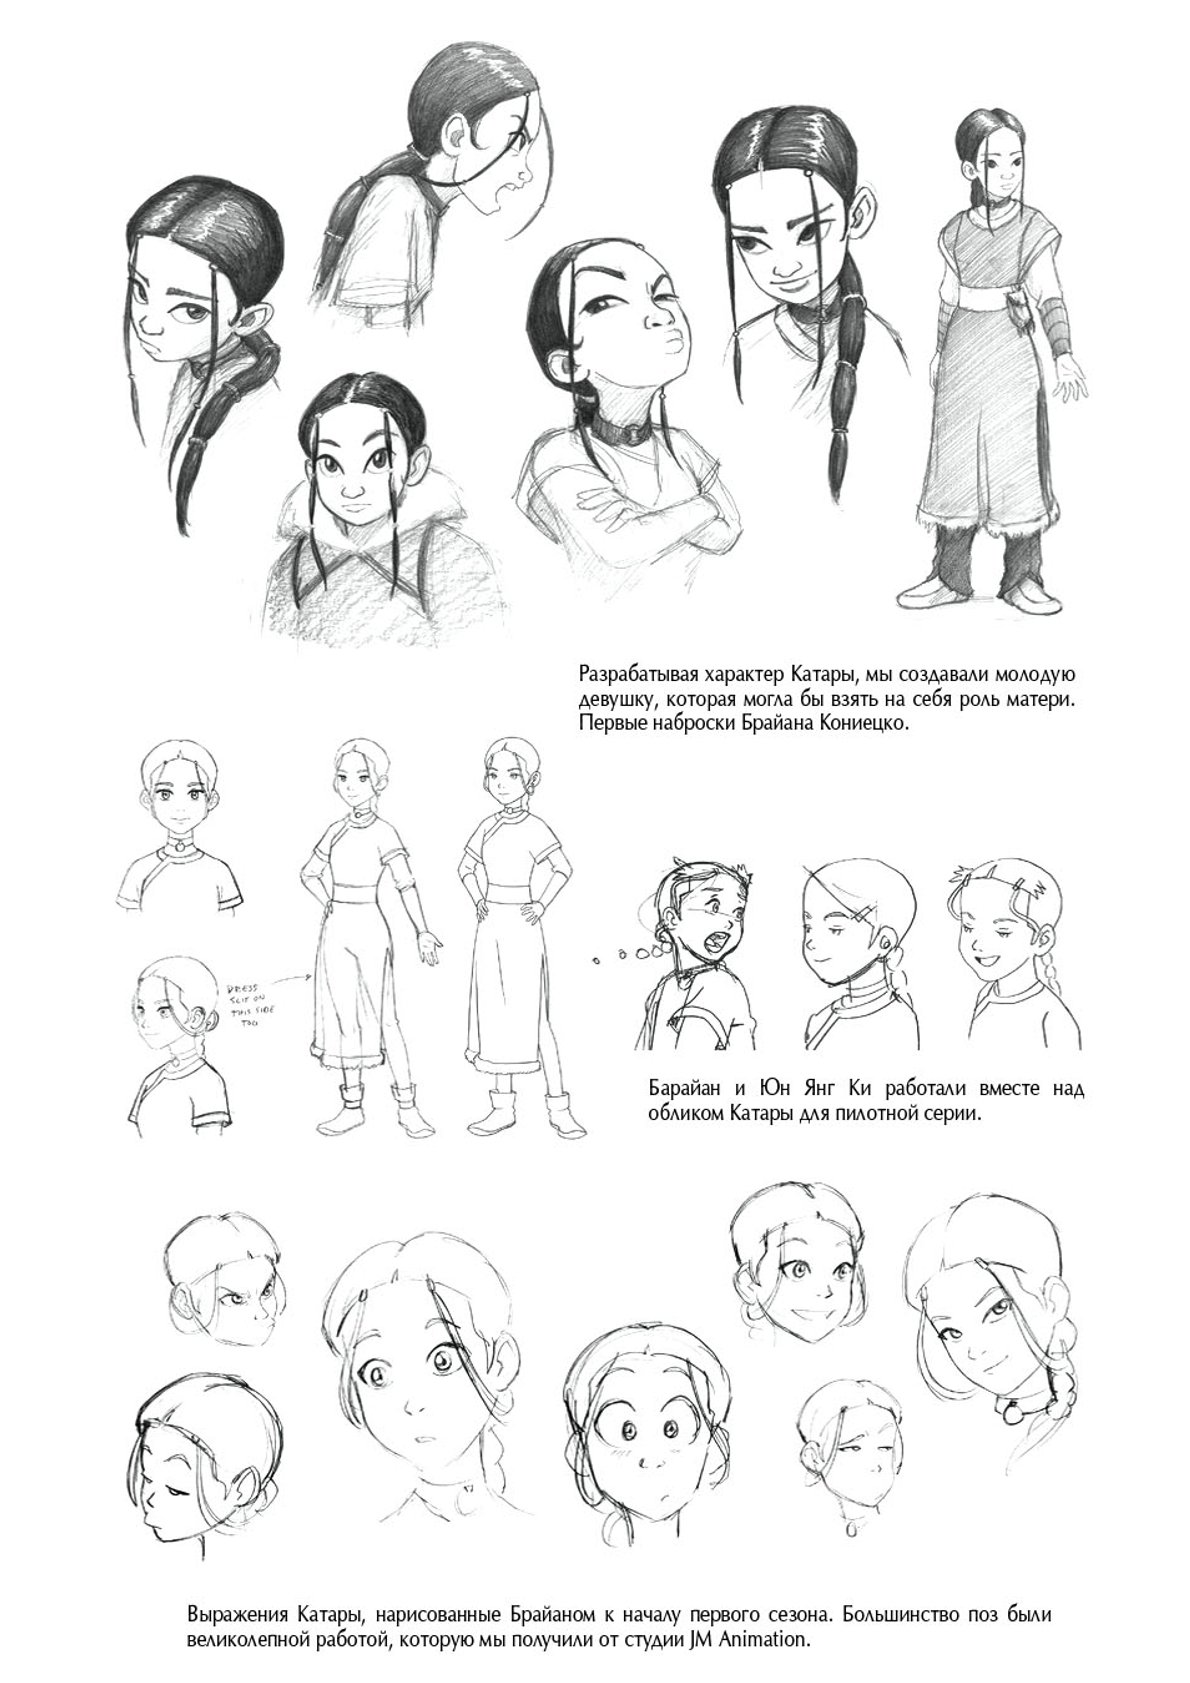 Разрабатывая характер Катары, мы создавали молодую
девушку, которая могла бы взять на себя роль матери.
Первые наброски Брайана Кониецко.
DRESS
SLIT ON
THIS SIDE
TOO
Барайан и Юн Янг Ки работали вместе над
обликом Катары для пилотной серии.
Выражения Катары, нарисованные Брайаном к началу первого сезона. Большинство поз были
великолепной работой, которую мы получили от студии JM Animation.